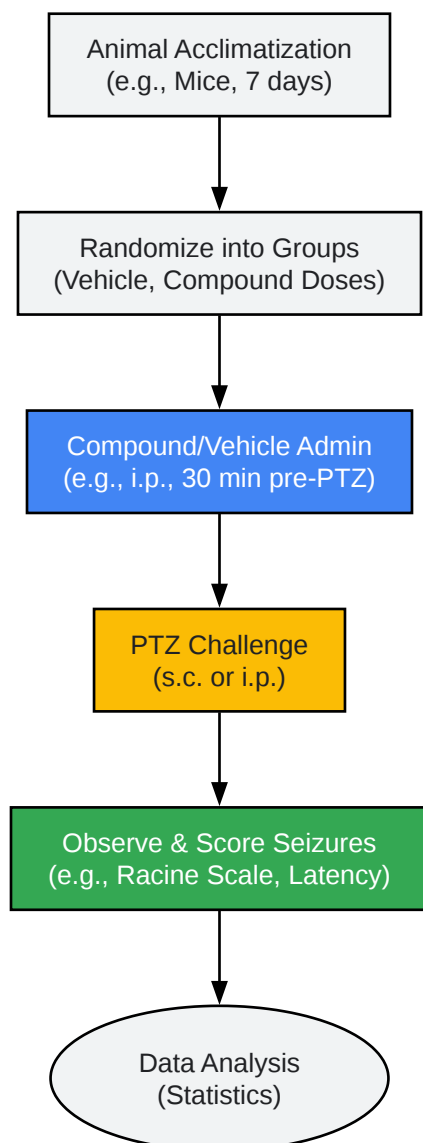 Animal Acclimatization
(e.g., Mice, 7 days)
Randomize into Groups
(Vehicle, Compound Doses)
Compound/Vehicle Admin
(e.g., i.p., 30 min pre-PTZ)
PTZ Challenge
(s.c. or i.p.)
Observe & Score Seizures
(e.g., Racine Scale, Latency)
Data Analysis
(Statistics)